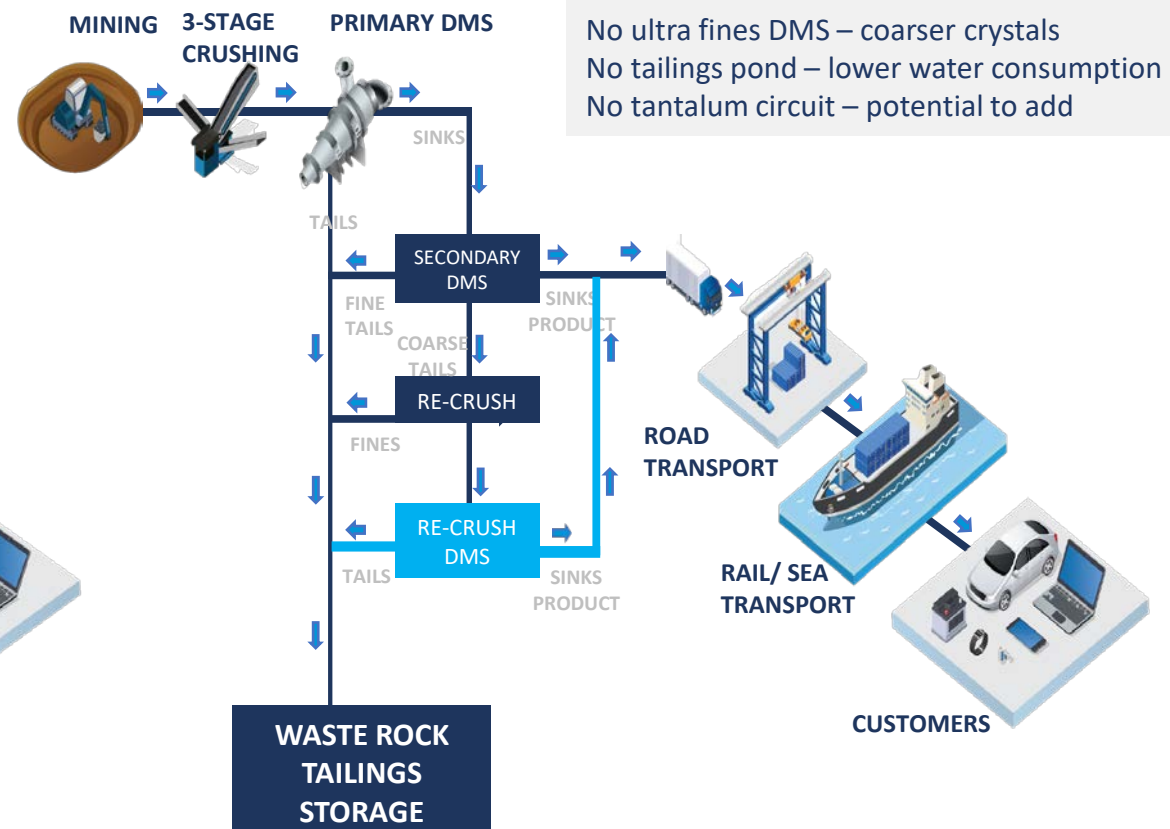 MINING
3-STAGE
CRUSHING
PRIMARY DMS
No ultra fines DMS – coarser crystals
No tailings pond – lower water consumption
No tantalum circuit – potential to add
SINKS
TAILS
SECONDARY
DMS
FINE
TAILS
SINKS
PRODUCT
COARSE
TAILS
RE-CRUSH
FINES
ROAD
TRANSPORT
RE-CRUSH
DMS
TAILS
SINKS
PRODUCT
RAIL/ SEA
TRANSPORT
CUSTOMERS
WASTE ROCK
TAILINGS
STORAGE